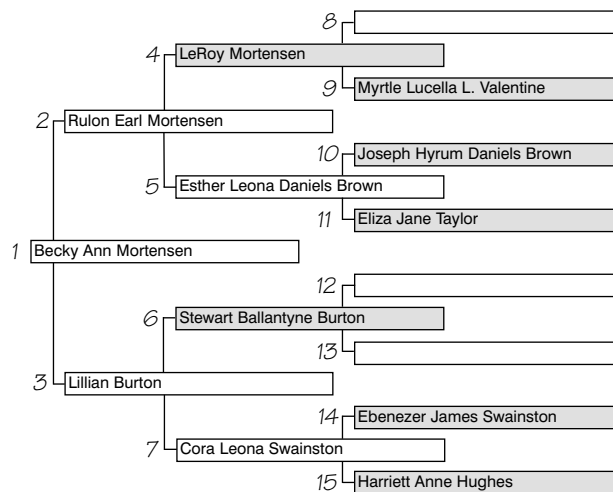 8
4 LeRoy Mortensen
9 Myrtle Lucella L. Valentine
2 Rulon Earl Mortensen
10 Joseph Hyrum Daniels Brown
5 Esther Leona Daniels Brown
11 Eliza Jane Taylor
1 Becky Ann Mortensen
12
6 Stewart Ballantyne Burton
13
3 Lillian Burton
14 Ebenezer James Swainston
7 Cora Leona Swainston
15 Harriett Anne Hughes